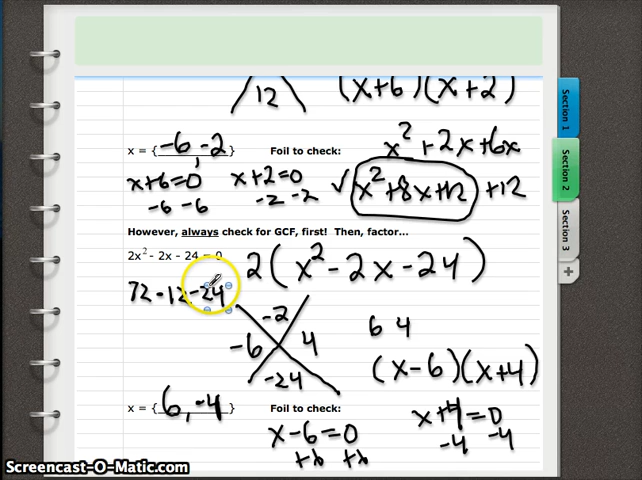 12 (x+6)(x+2)
x = {-6, -2} Foil to check: x² + 2x + 6x
x+6=0 x+2=0 ✓ x² + 8x + 12 + 12
-6 -6 -2 -2
However, always check for GCF, first! Then, factor...
2x² - 2x - 24 = 0 2(x² - 2x - 24)
72 - 12 - 24
-2
6 4
-6 4
(x-6)(x+4)
-24
x = {6, -4} Foil to check: x+4=0
x-6=0 -4 -4
+6 +6
Section 1
Section 2
Section 3
+
Screencast-O-Matic.com